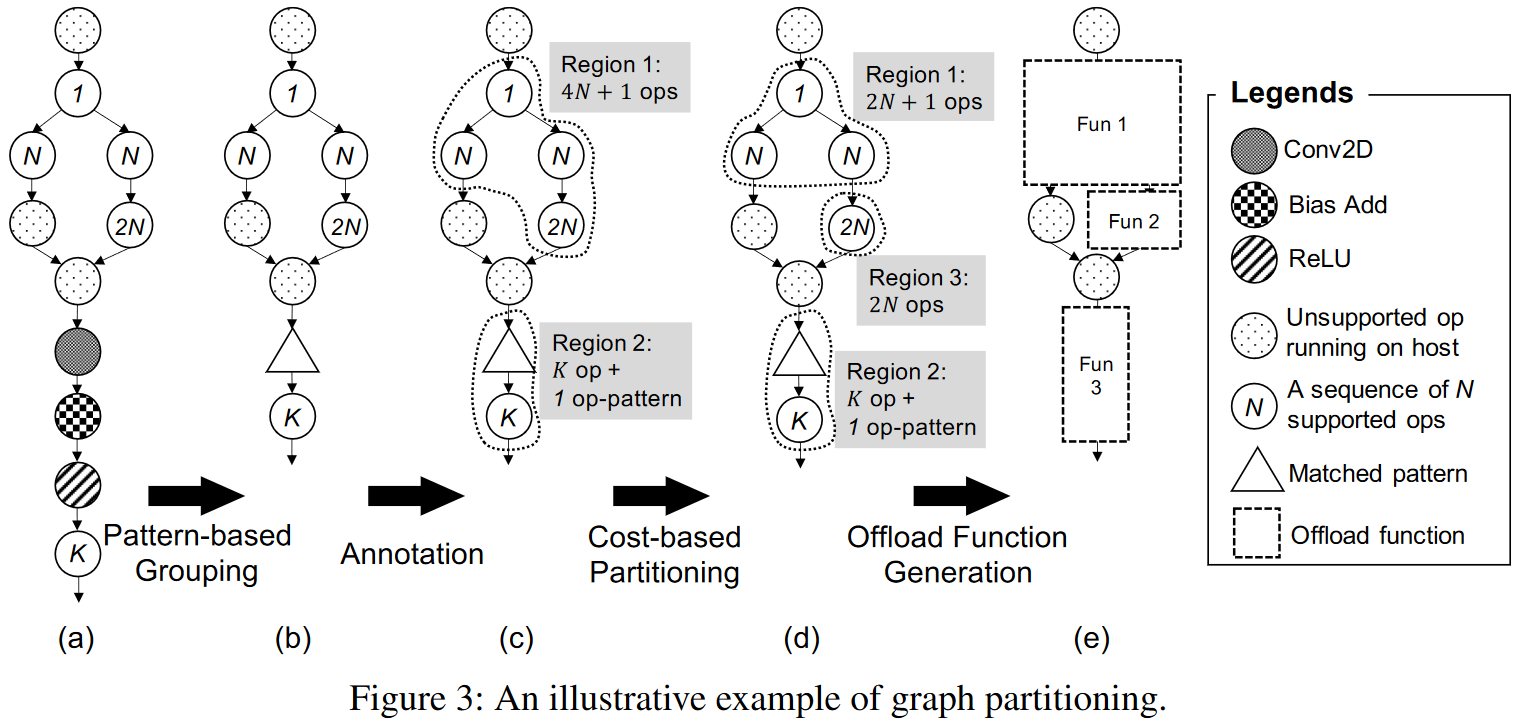 1
N
N
2N
K
(a)
Pattern-based
Grouping
1
N
N
2N
K
(b)
Annotation
1
N
N
2N
K
Region 1:
4N + 1 ops
Region 2:
K op +
1 op-pattern
(c)
Cost-based
Partitioning
1
N
N
2N
K
Region 1:
2N + 1 ops
Region 3:
2N ops
Region 2:
K op +
1 op-pattern
(d)
Offload Function
Generation
Fun 1
Fun 2
Fun
3
(e)
Legends
Conv2D
Bias Add
ReLU
Unsupported op
running on host
N
A sequence of N
supported ops
Matched pattern
Offload function
Figure 3: An illustrative example of graph partitioning.